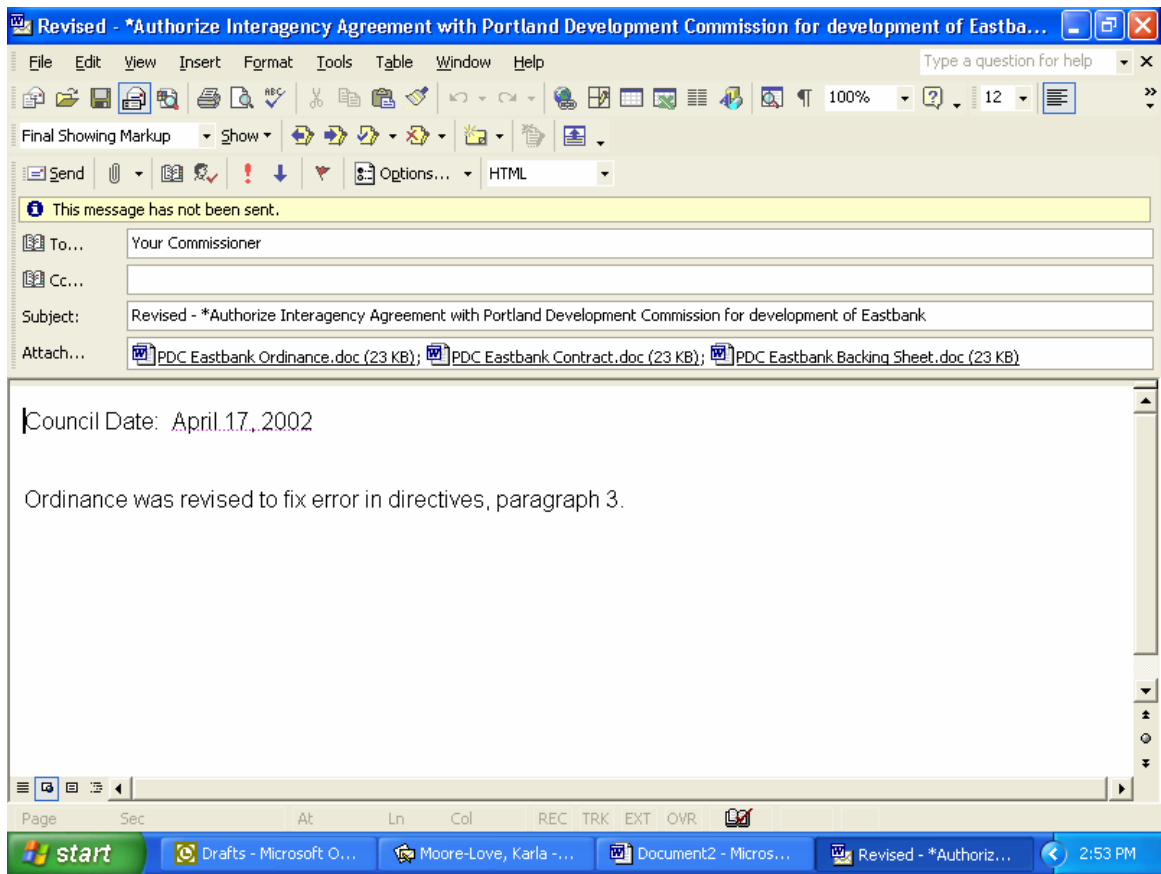 Revised - *Authorize Interagency Agreement with Portland Development Commission for development of Eastba...
File Edit View Insert Format Tools Table Window Help Type a question for help
100% 12
Final Showing Markup Show
Send Options... HTML
This message has not been sent.
To... Your Commissioner
Cc...
Subject: Revised - *Authorize Interagency Agreement with Portland Development Commission for development of Eastbank
Attach... PDC Eastbank Ordinance.doc (23 KB); PDC Eastbank Contract.doc (23 KB); PDC Eastbank Backing Sheet.doc (23 KB)
Council Date: April 17, 2002
Ordinance was revised to fix error in directives, paragraph 3.
Page Sec At Ln Col REC TRK EXT OVR
start Drafts - Microsoft O... Moore-Love, Karla -... Document2 - Micros... Revised - *Authoriz... 2:53 PM